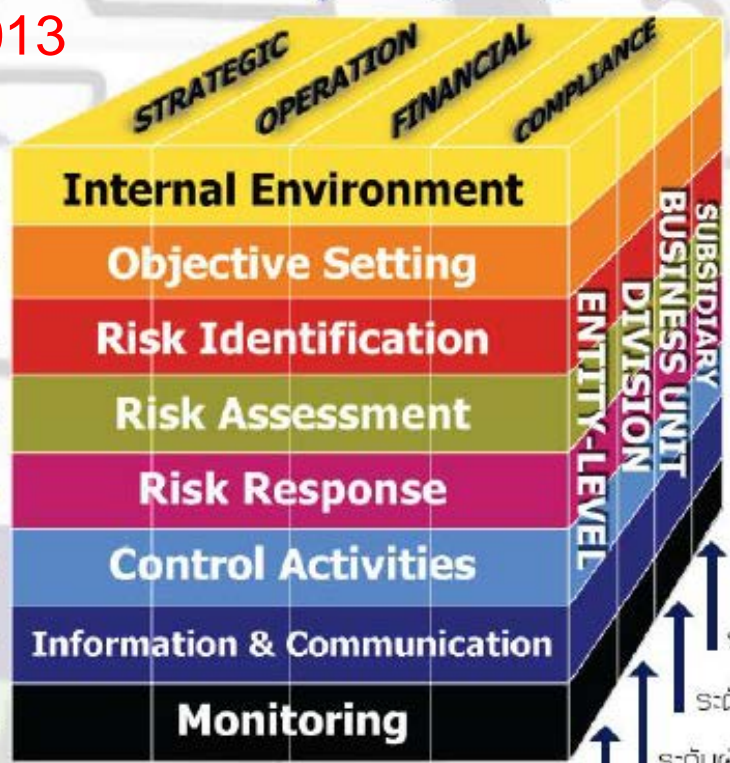 013
STRATEGIC
OPERATION
FINANCIAL
COMPLIANCE
Internal Environment
Objective Setting
Risk Identification
Risk Assessment
Risk Response
Control Activities
Information & Communication
Monitoring
ENTITY-LEVEL
DIVISION
BUSINESS UNIT
SUBSIDIARY